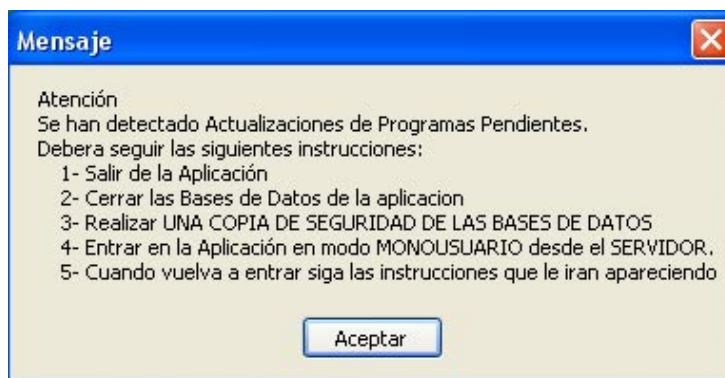 Mensaje
Atención
Se han detectado Actualizaciones de Programas Pendientes.
Debera seguir las siguientes instrucciones:
1- Salir de la Aplicación
2- Cerrar las Bases de Datos de la aplicacion
3- Realizar UNA COPIA DE SEGURIDAD DE LAS BASES DE DATOS
4- Entrar en la Aplicación en modo MONOUSUARIO desde el SERVIDOR.
5- Cuando vuelva a entrar siga las instrucciones que le iran apareciendo
Aceptar